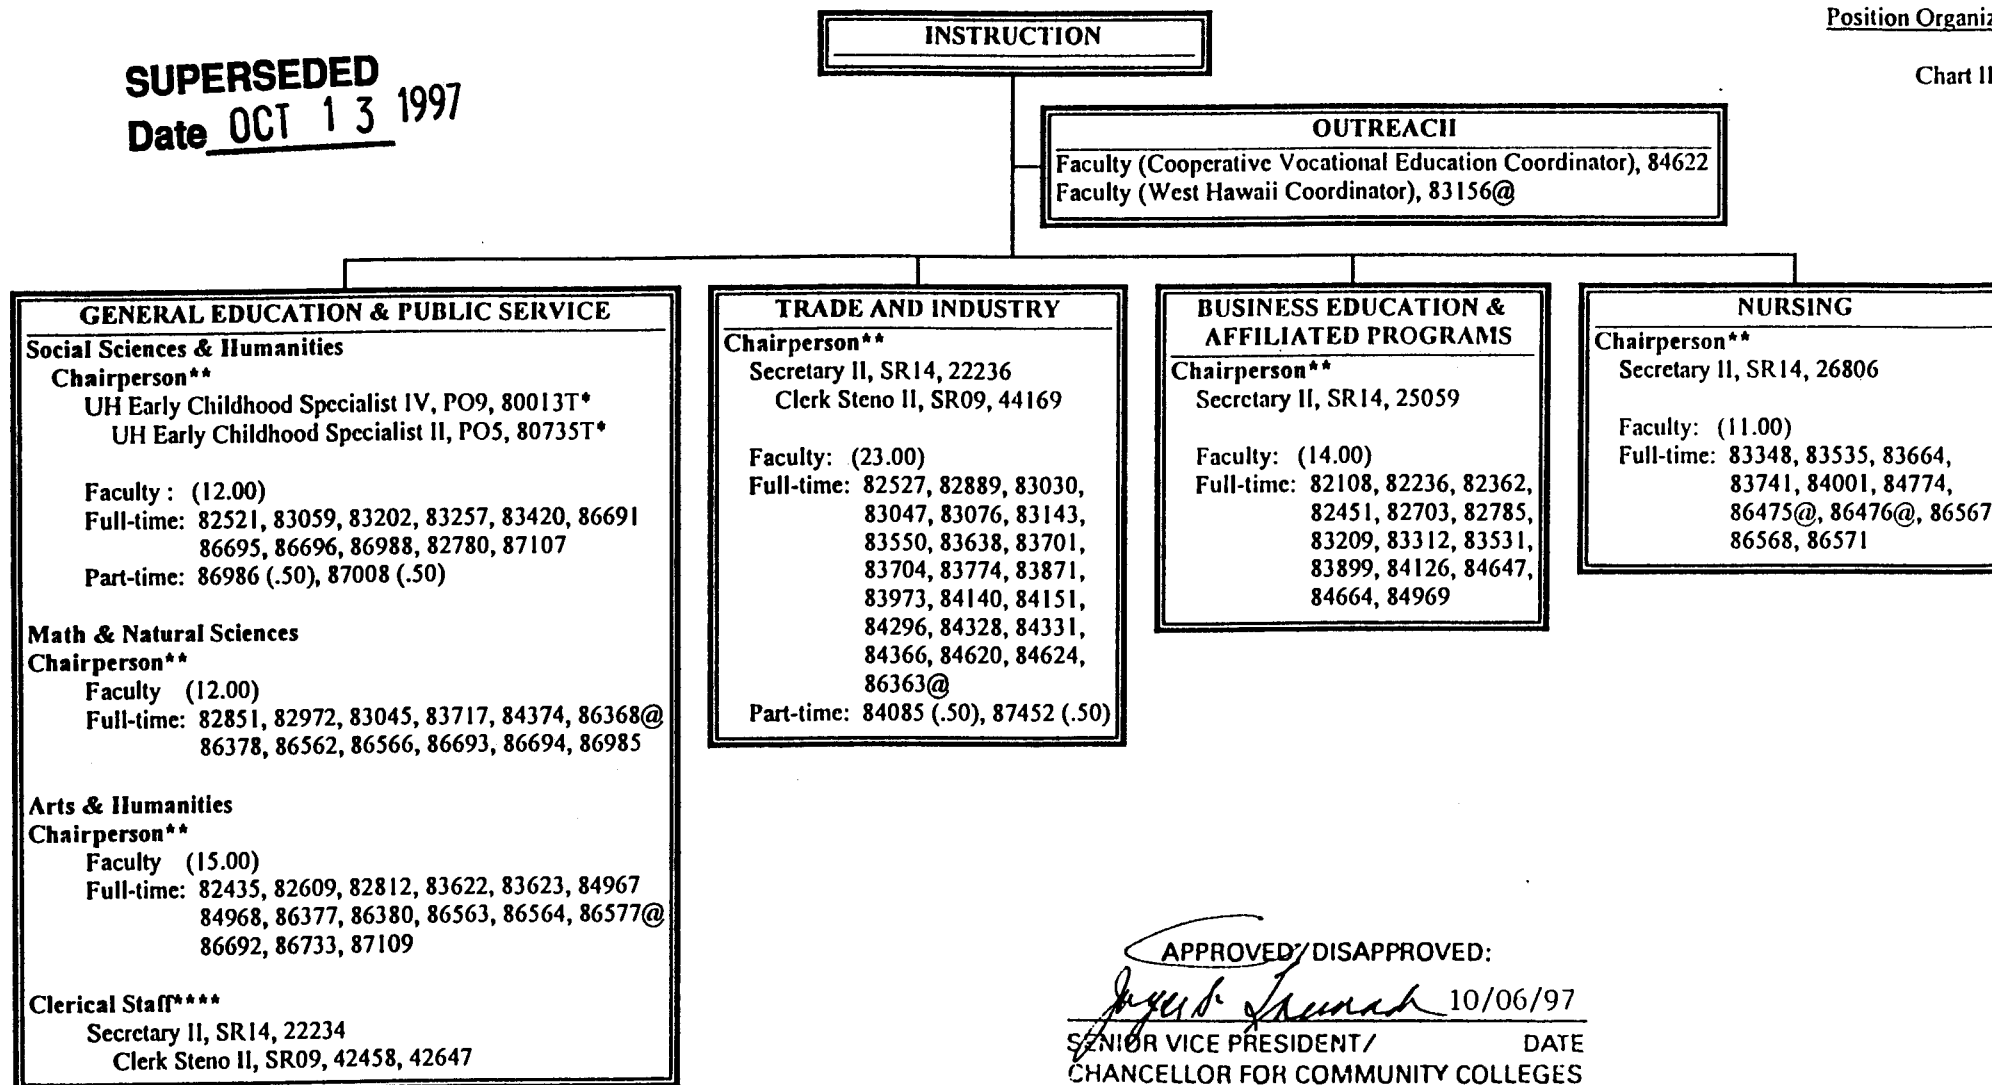 Position Organiz
Chart II
SUPERSEDED
Date OCT 13 1997
INSTRUCTION
OUTREACH
Faculty (Cooperative Vocational Education Coordinator), 84622
Faculty (West Hawaii Coordinator), 83156@
GENERAL EDUCATION & PUBLIC SERVICE
Social Sciences & Humanities
Chairperson**
UH Early Childhood Specialist IV, PO9, 80013T*
UH Early Childhood Specialist II, PO5, 80735T*
Faculty : (12.00)
Full-time: 82521, 83059, 83202, 83257, 83420, 86691
86695, 86696, 86988, 82780, 87107
Part-time: 86986 (.50), 87008 (.50)
Math & Natural Sciences
Chairperson**
Faculty (12.00)
Full-time: 82851, 82972, 83045, 83717, 84374, 86368@
86378, 86562, 86566, 86693, 86694, 86985
Arts & Humanities
Chairperson**
Faculty (15.00)
Full-time: 82435, 82609, 82812, 83622, 83623, 84967
84968, 86377, 86380, 86563, 86564, 86577@
86692, 86733, 87109
Clerical Staff****
Secretary II, SR14, 22234
Clerk Steno II, SR09, 42458, 42647
TRADE AND INDUSTRY
Chairperson**
Secretary II, SR14, 22236
Clerk Steno II, SR09, 44169
Faculty: (23.00)
Full-time: 82527, 82889, 83030,
83047, 83076, 83143,
83550, 83638, 83701,
83704, 83774, 83871,
83973, 84140, 84151,
84296, 84328, 84331,
84366, 84620, 84624,
86363@
Part-time: 84085 (.50), 87452 (.50)
BUSINESS EDUCATION &
AFFILIATED PROGRAMS
Chairperson**
Secretary II, SR14, 25059
Faculty: (14.00)
Full-time: 82108, 82236, 82362,
82451, 82703, 82785,
83209, 83312, 83531,
83899, 84126, 84647,
84664, 84969
NURSING
Chairperson**
Secretary II, SR14, 26806
Faculty: (11.00)
Full-time: 83348, 83535, 83664,
83741, 84001, 84774,
86475@, 86476@, 86567
86568, 86571
APPROVED/DISAPPROVED:
10/06/97
SENIOR VICE PRESIDENT/ DATE
CHANCELLOR FOR COMMUNITY COLLEGES